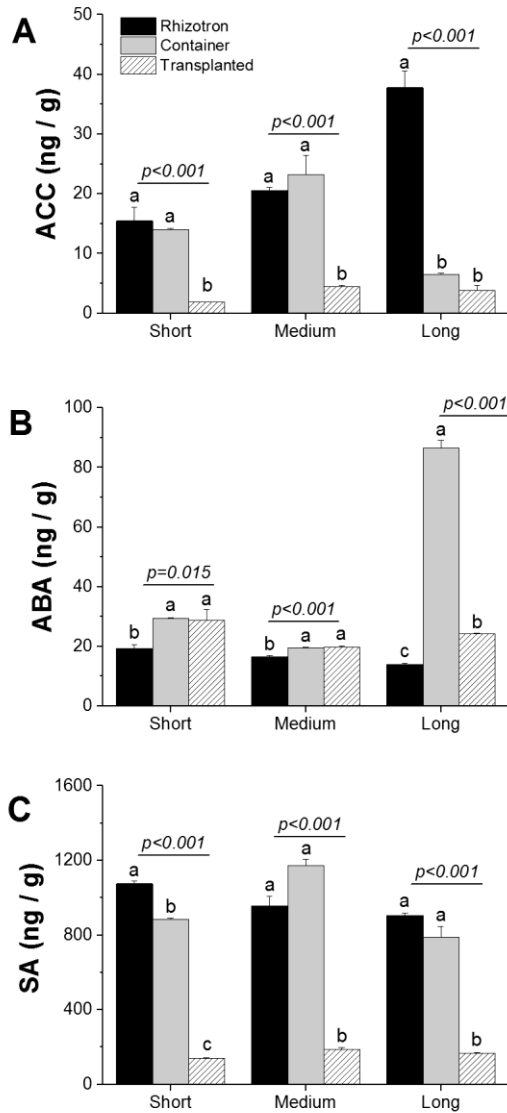 A
ACC (ng / g)
50
40
30
20
10
0
Rhizotron
Container
Transplanted
p<0.001
a
a
b
p<0.001
a
a
b
p<0.001
a
b
b
Short
Medium
Long
B
ABA (ng / g)
100
80
60
40
20
0
p=0.015
b
a
a
p<0.001
b
a
a
p<0.001
c
a
b
Short
Medium
Long
C
SA (ng / g)
1600
1200
800
400
0
p<0.001
a
b
c
p<0.001
a
a
b
p<0.001
a
a
b
Short
Medium
Long